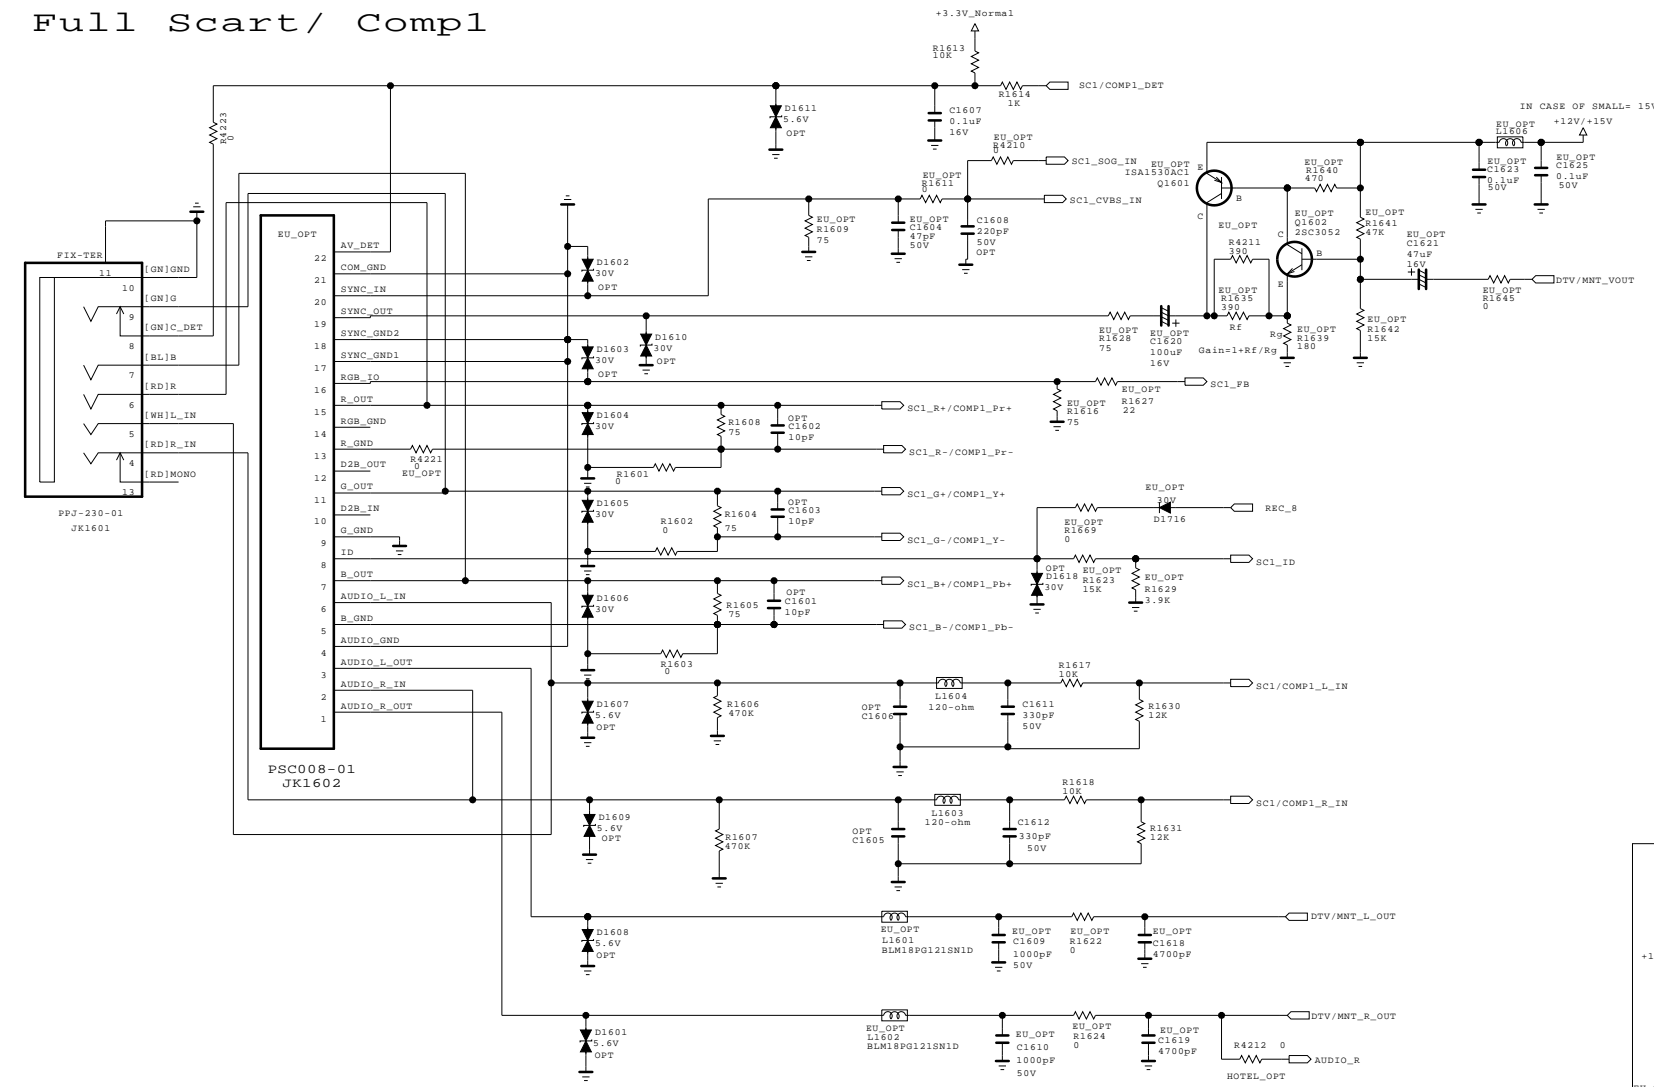 Full Scart/ Comp1
+3.3V_Normal
R1613
10K
SC1/COMP1_DET
R1614
1K
D1611
5.6V
OPT
C1607
0.1uF
16V
R4223
0
EU_OPT
R4210
0
SC1_SOG_IN
EU_OPT
R1611
0
SC1_CVBS_IN
EU_OPT
R1609
75
EU_OPT
C1604
47pF
50V
C1608
220pF
50V
OPT
IN CASE OF SMALL= 15V
+12V/+15V
EU_OPT
L1606
EU_OPT
C1623
0.1uF
50V
EU_OPT
C1625
0.1uF
50V
EU_OPT
ISA1530AC1
Q1601
E
B
C
EU_OPT
R1640
470
EU_OPT
Q1602
2SC3052
C
B
E
EU_OPT
R1641
47K
EU_OPT
C1621
47uF
16V
+
EU_OPT
R1645
0
DTV/MNT_VOUT
EU_OPT
R4211
390
EU_OPT
R1635
390
Rf
Rg
EU_OPT
R1639
180
Gain=1+Rf/Rg
EU_OPT
R1642
15K
EU_OPT
R1628
75
+
EU_OPT
C1620
100uF
16V
FIX-TER
11
[GN]GND
10
[GN]G
9
[GN]C_DET
8
[BL]B
7
[RD]R
6
[WH]L_IN
5
[RD]R_IN
4
[RD]MONO
13
PPJ-230-01
JK1601
EU_OPT
AV_DET
22
COM_GND
21
SYNC_IN
20
SYNC_OUT
19
SYNC_GND2
18
SYNC_GND1
17
RGB_IO
16
R_OUT
15
RGB_GND
14
R_GND
13
D2B_OUT
12
G_OUT
11
D2B_IN
10
G_GND
9
ID
8
B_OUT
7
AUDIO_L_IN
6
B_GND
5
AUDIO_GND
4
AUDIO_L_OUT
3
AUDIO_R_IN
2
AUDIO_R_OUT
1
PSC008-01
JK1602
D1602
30V
OPT
D1603
30V
OPT
D1610
30V
OPT
EU_OPT
R1616
75
EU_OPT
R1627
22
SC1_FB
D1604
30V
R1608
75
OPT
C1602
10pF
SC1_R+/COMP1_Pr+
SC1_R-/COMP1_Pr-
R4221
0
EU_OPT
R1601
0
D1605
30V
R1604
75
OPT
C1603
10pF
SC1_G+/COMP1_Y+
SC1_G-/COMP1_Y-
R1602
0
EU_OPT
30V
D1716
REC_8
EU_OPT
R1669
0
SC1_ID
OPT
D1618
30V
EU_OPT
R1623
15K
EU_OPT
R1629
3.9K
D1606
30V
R1605
75
OPT
C1601
10pF
SC1_B+/COMP1_Pb+
SC1_B-/COMP1_Pb-
R1603
0
D1607
5.6V
OPT
R1606
470K
OPT
C1606
L1604
120-ohm
C1611
330pF
50V
R1617
10K
R1630
12K
SC1/COMP1_L_IN
D1609
5.6V
OPT
R1607
470K
OPT
C1605
L1603
120-ohm
C1612
330pF
50V
R1618
10K
R1631
12K
SC1/COMP1_R_IN
D1608
5.6V
OPT
EU_OPT
L1601
BLM18PG121SN1D
EU_OPT
C1609
1000pF
50V
EU_OPT
R1622
0
EU_OPT
C1618
4700pF
DTV/MNT_L_OUT
D1601
5.6V
OPT
EU_OPT
L1602
BLM18PG121SN1D
EU_OPT
C1610
1000pF
50V
EU_OPT
R1624
0
EU_OPT
C1619
4700pF
DTV/MNT_R_OUT
R4212 0
AUDIO_R
HOTEL_OPT
+1